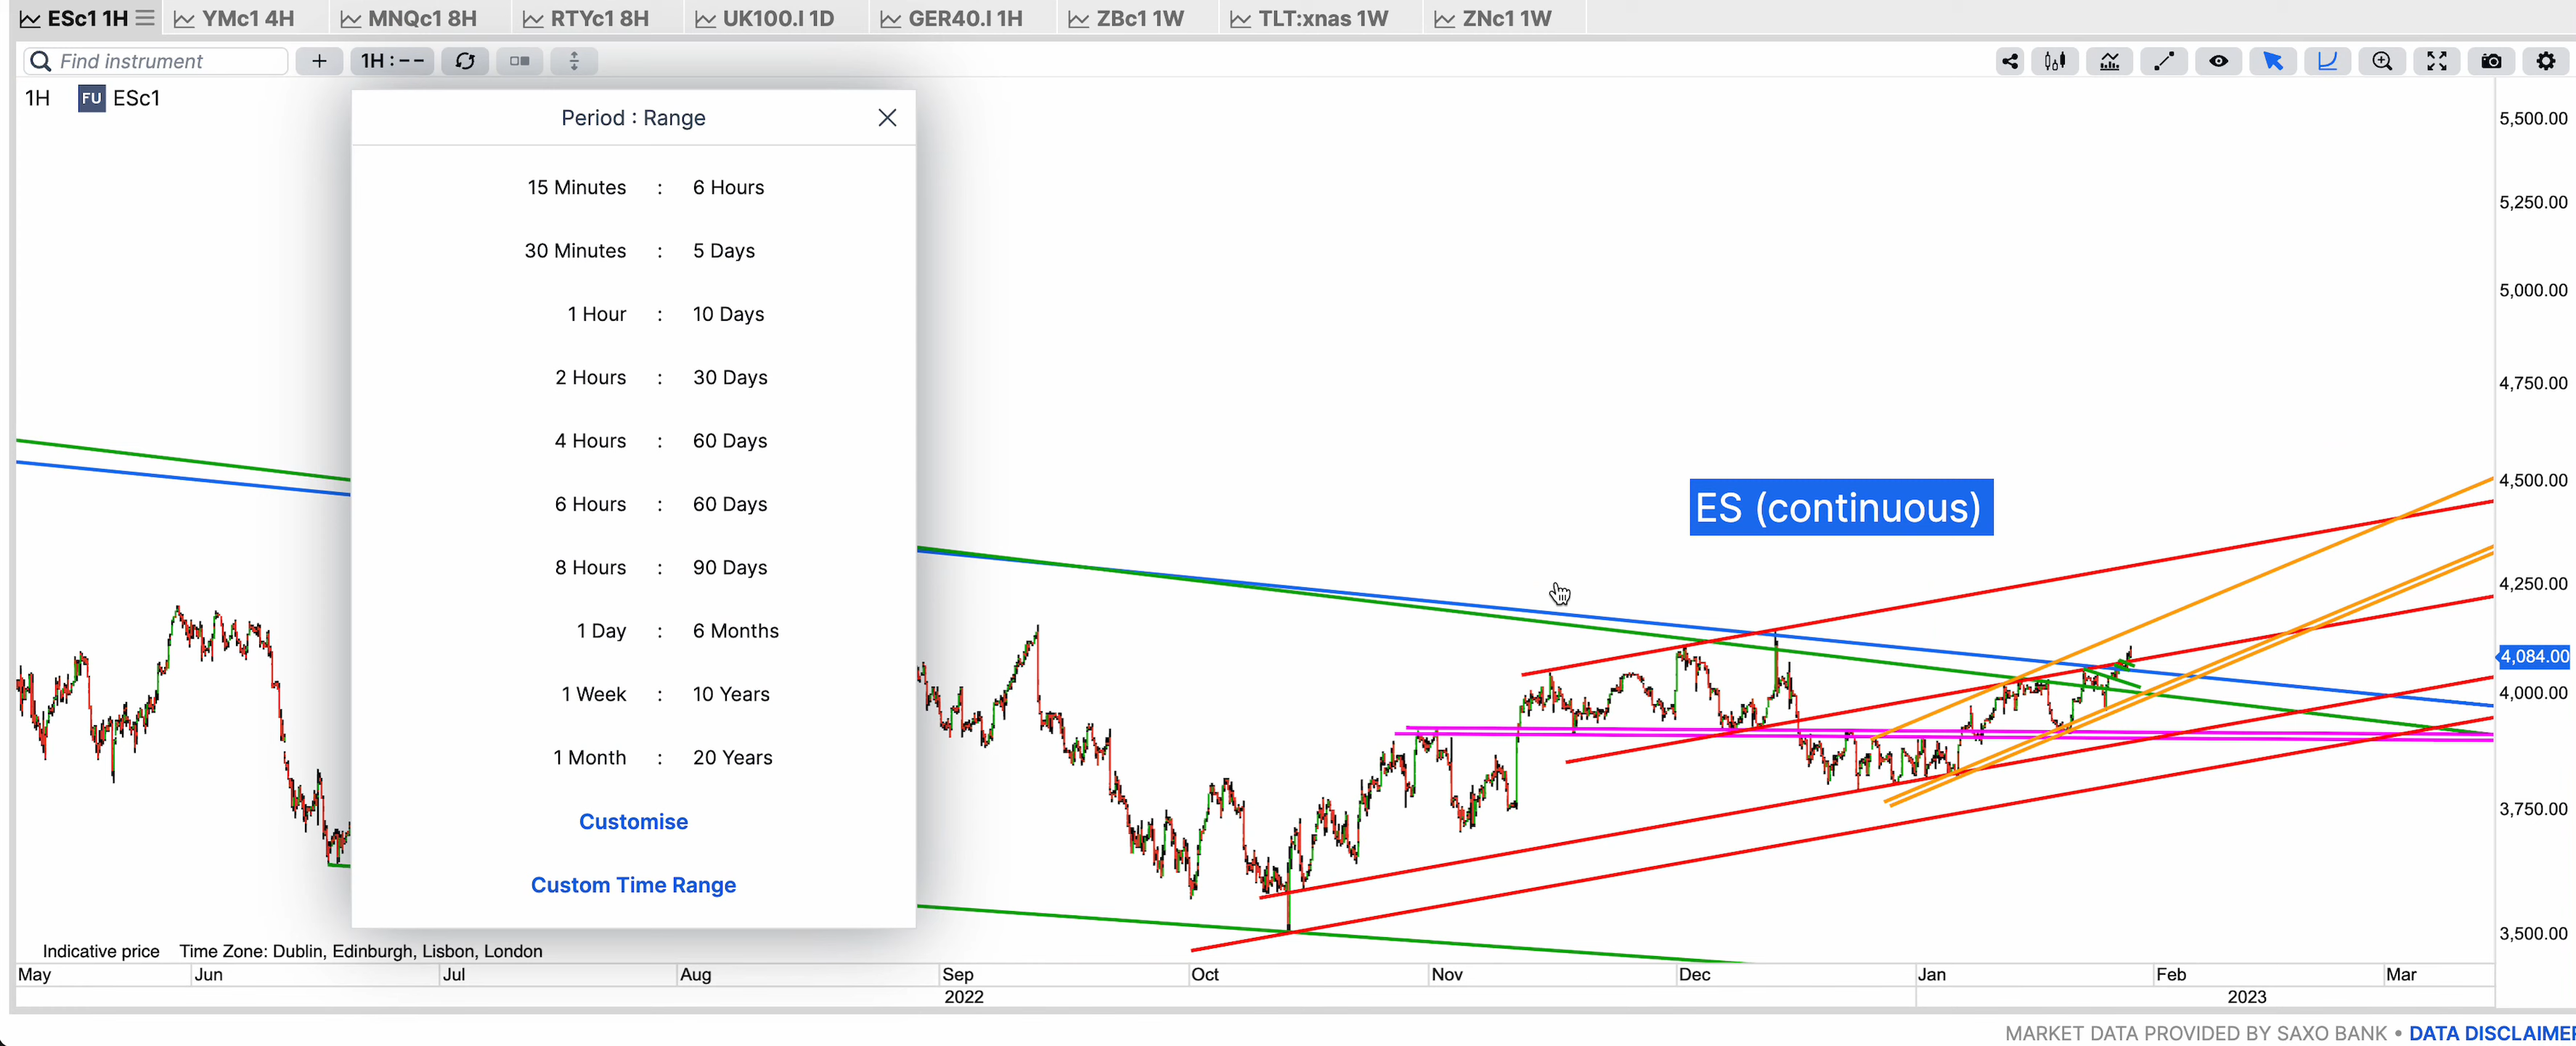 ESc1 1H YMc1 4H MNQc1 8H RTYc1 8H UK100.I 1D GER40.I 1H ZBc1 1W TLT:xnas 1W ZNc1 1W
Find instrument + 1H : – –
1H FU ESc1
Period : Range
15 Minutes : 6 Hours
30 Minutes : 5 Days
1 Hour : 10 Days
2 Hours : 30 Days
4 Hours : 60 Days
6 Hours : 60 Days
8 Hours : 90 Days
1 Day : 6 Months
1 Week : 10 Years
1 Month : 20 Years
Customise
Custom Time Range
ES (continuous)
5,500.00
5,250.00
5,000.00
4,750.00
4,500.00
4,250.00
4,084.00
4,000.00
3,750.00
3,500.00
Indicative price Time Zone: Dublin, Edinburgh, Lisbon, London
May Jun Jul Aug Sep Oct Nov Dec Jan Feb Mar
2022 2023
MARKET DATA PROVIDED BY SAXO BANK • DATA DISCLAIMER